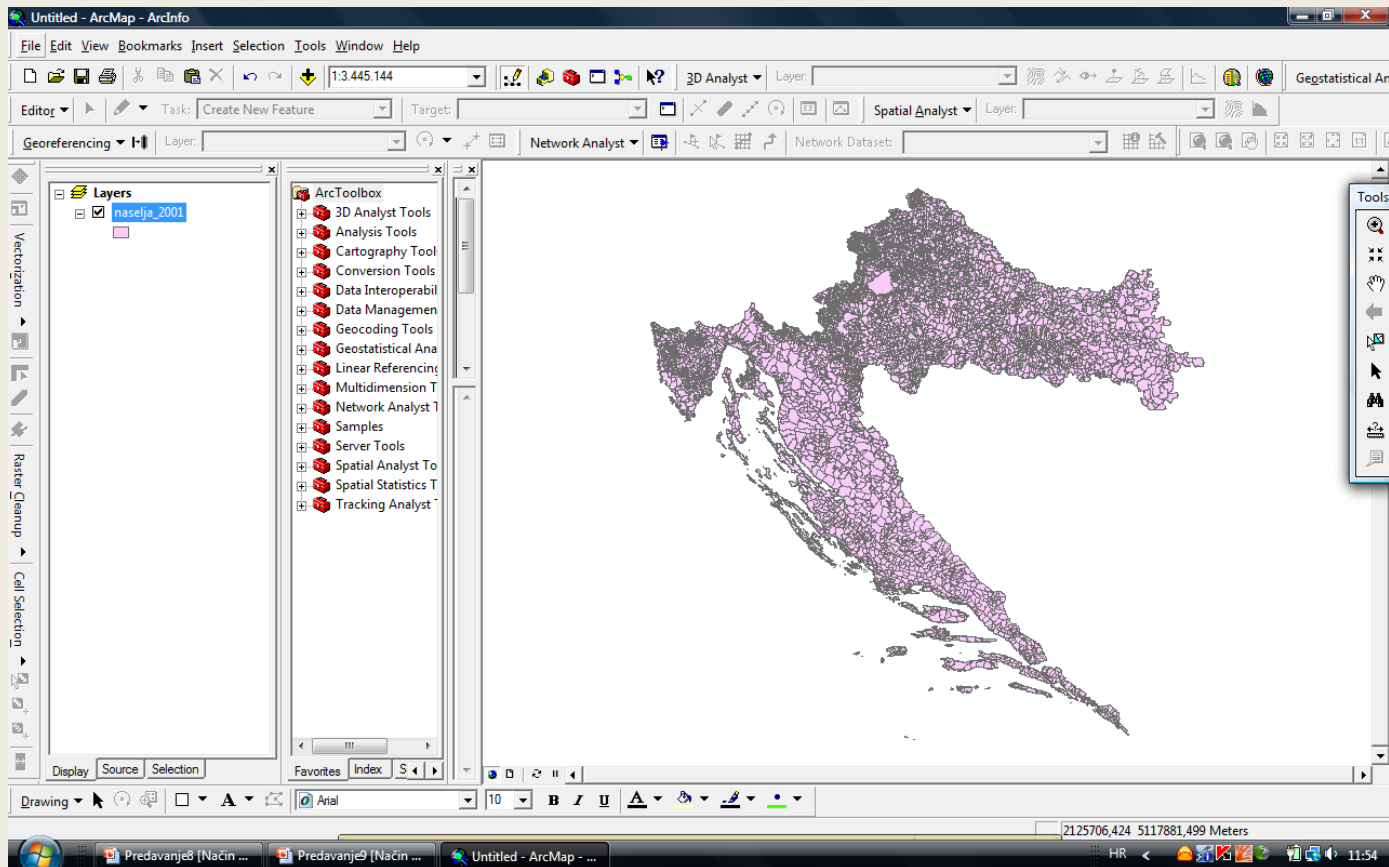 Untitled - ArcMap - ArcInfo
File Edit View Bookmarks Insert Selection Tools Window Help
1:3.445.144 3D Analyst Layer: Geostatistical An
Editor Task: Create New Feature Target: Spatial Analyst Layer:
Georeferencing Layer: Network Analyst Network Dataset:
Vectorization
Raster Cleanup
Cell Selection
Layers
naselja_2001
Display Source Selection
ArcToolbox
3D Analyst Tools
Analysis Tools
Cartography Tool
Conversion Tools
Data Interoperabil
Data Managemen
Geocoding Tools
Geostatistical Ana
Linear Referencing
Multidimension T
Network Analyst T
Samples
Server Tools
Spatial Analyst To
Spatial Statistics T
Tracking Analyst T
Favorites Index S
Tools
Drawing A Arial 10 B I U A
2125706,424 5117881,499 Meters
Predavanje8 [Način ... Predavanje9 [Način ... Untitled - ArcMap - ... HR 11:54